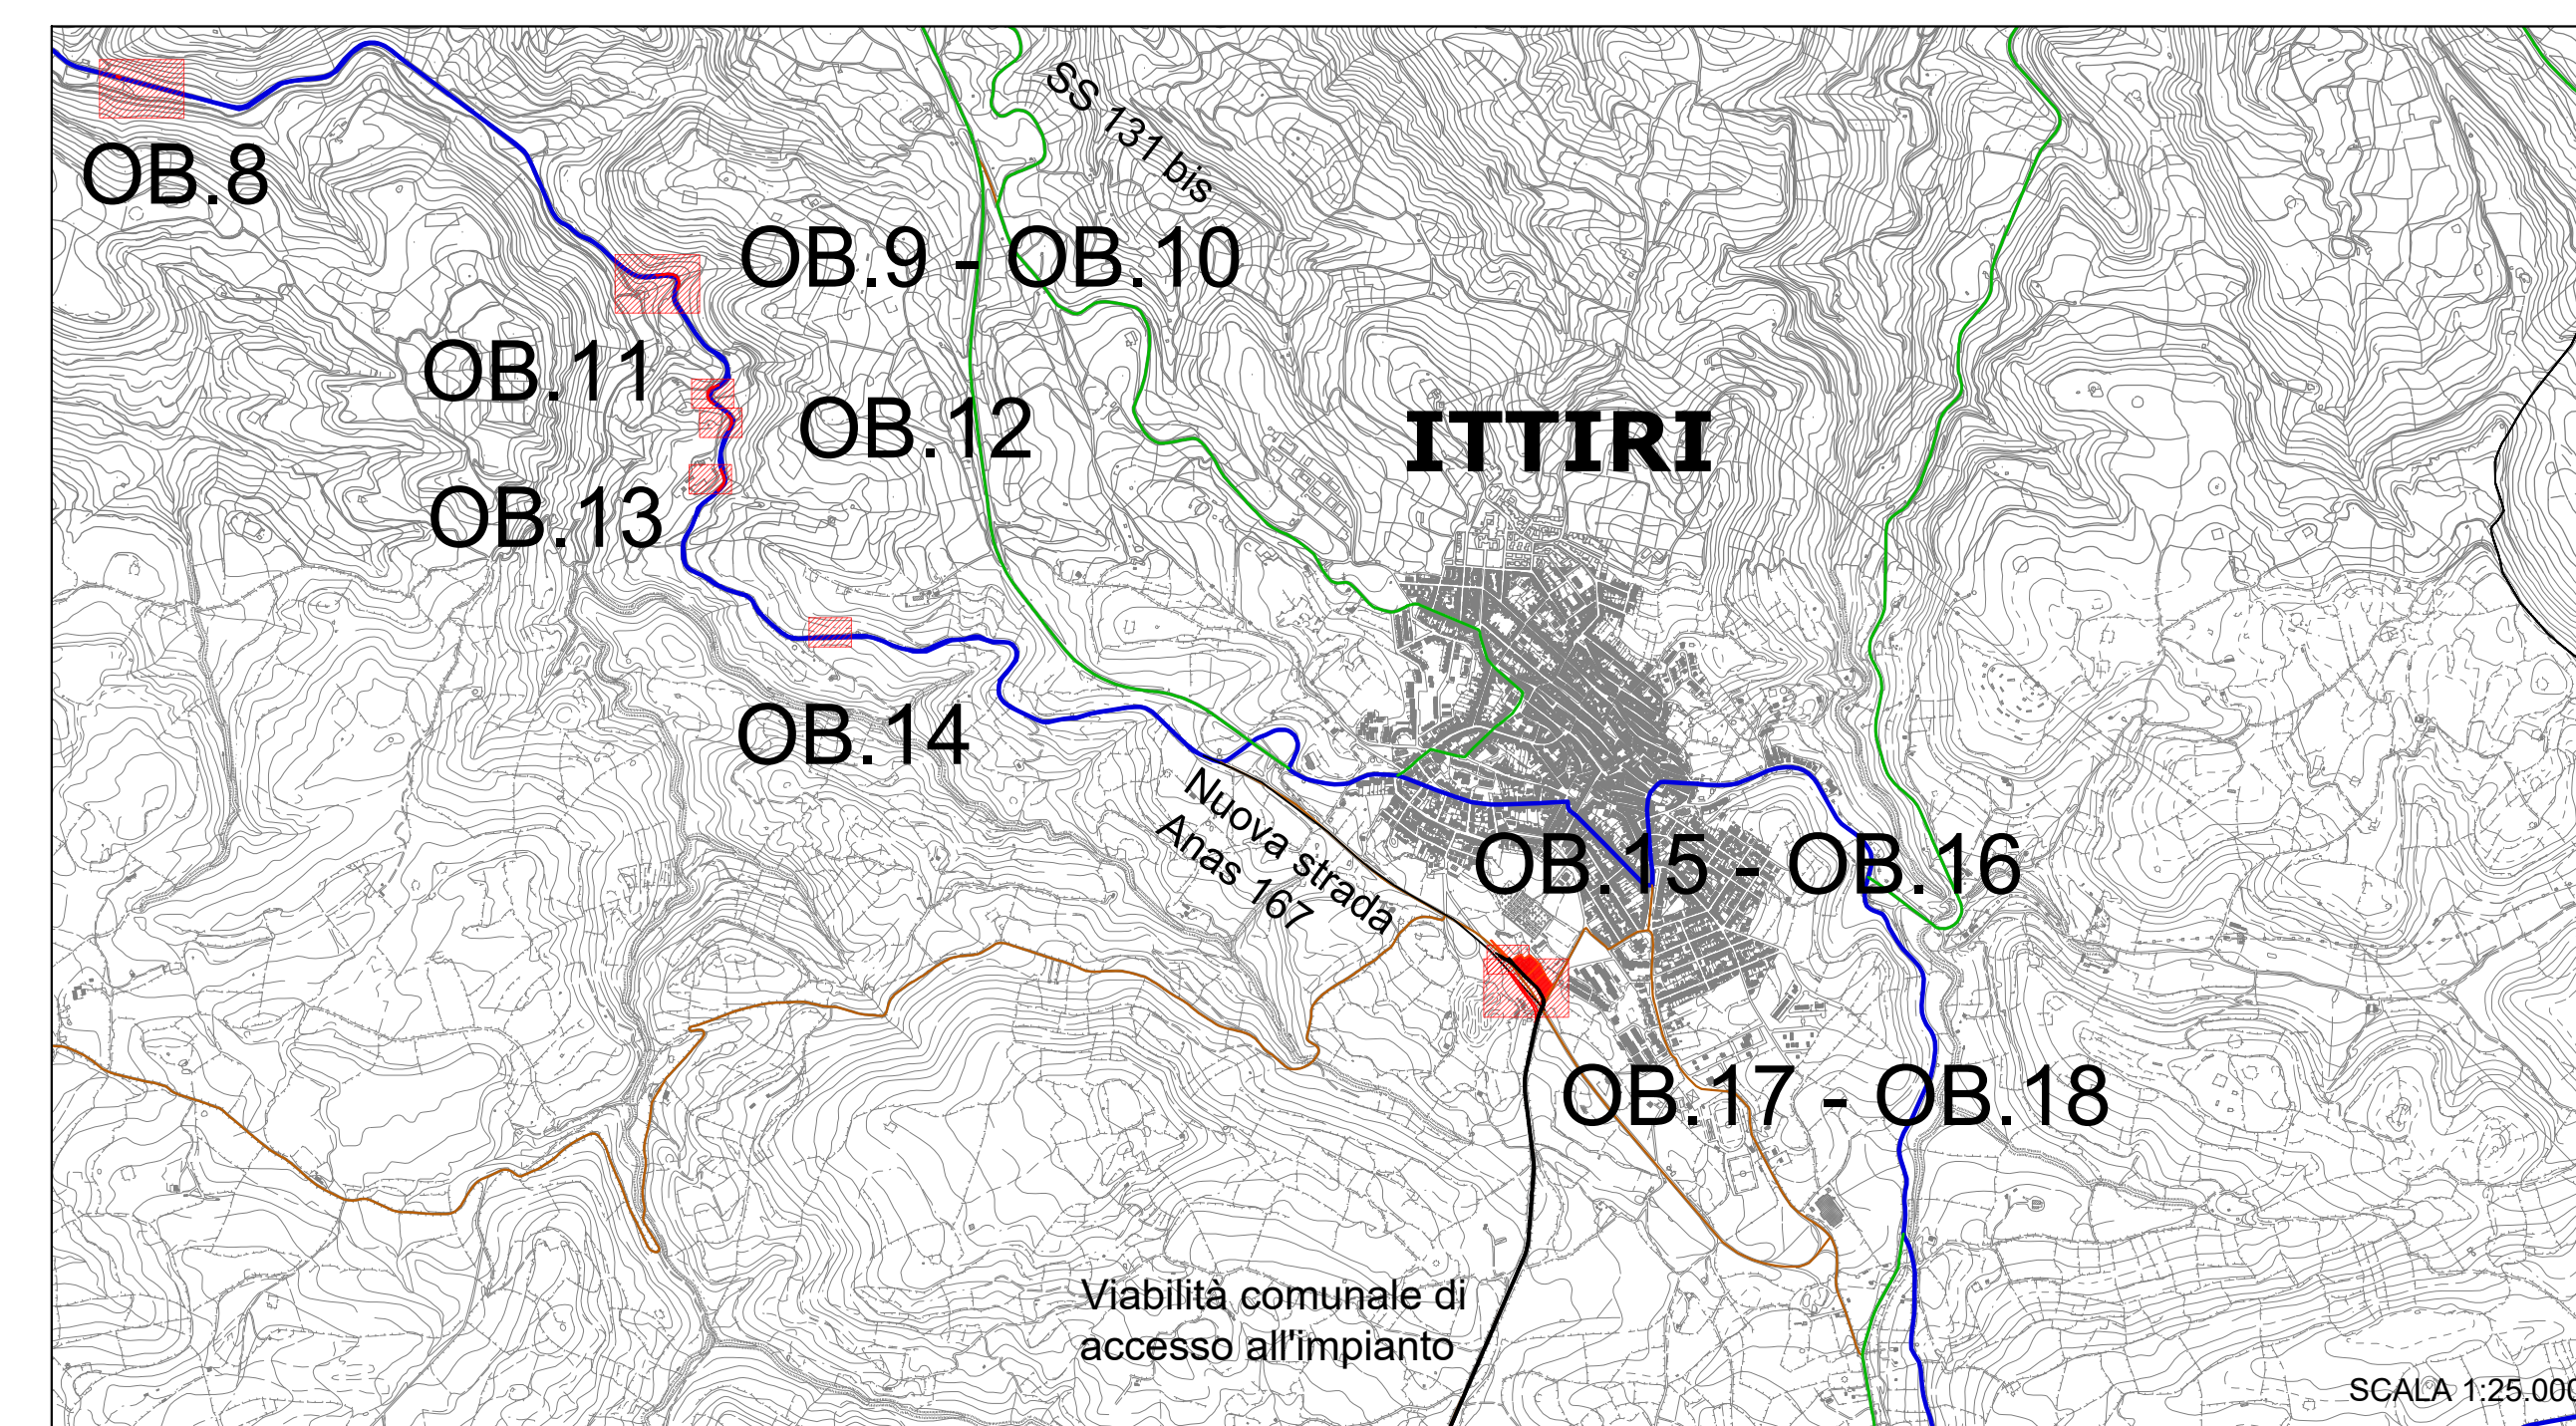 SS 131 bis
OB.8
OB.9 - OB.10
OB.11
OB.12
ITTIRI
OB.13
OB.14
Nuova strada
Anas 167
OB.15 - OB.16
OB.17 - OB.18
Viabilità comunale di
accesso all'impianto
SCALA 1:25.000